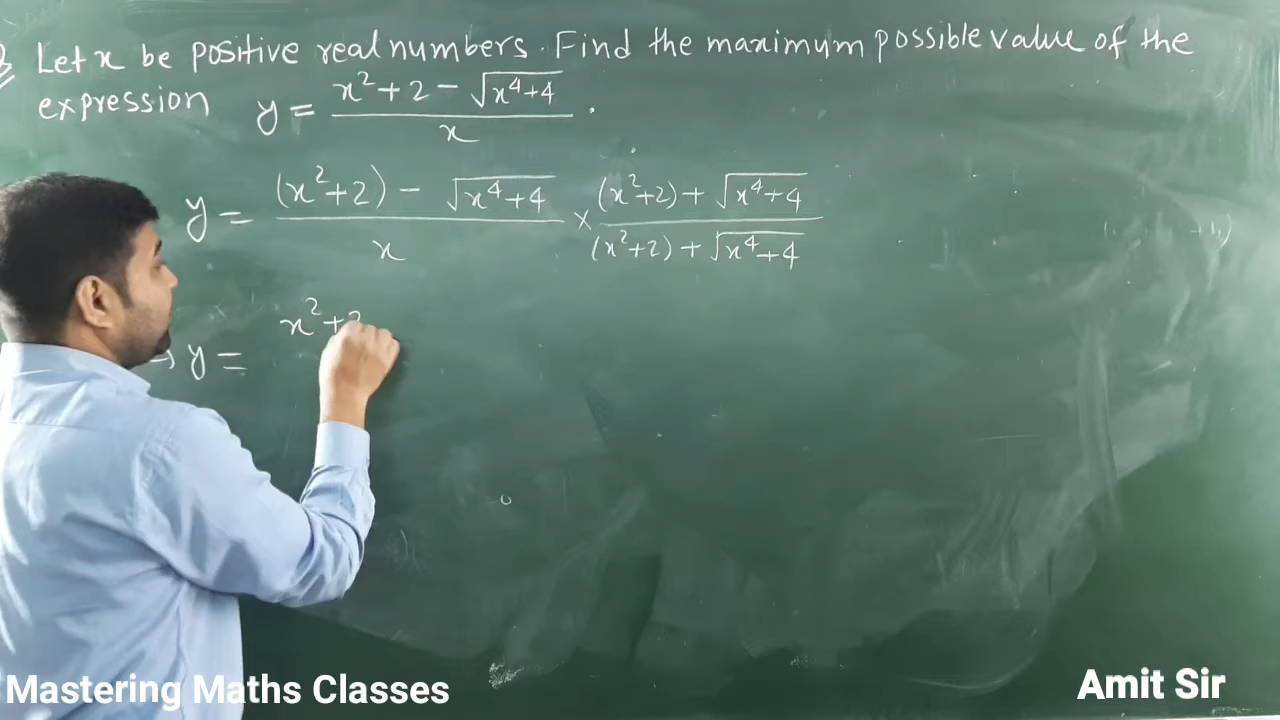 Let x be positive real numbers. Find the maximum possible value of the
expression y = (x² + 2 - √(x⁴+4)) / x .
y = ((x²+2) - √(x⁴+4)) / x × ((x²+2) + √(x⁴+4)) / ((x²+2) + √(x⁴+4))
→ y = x² + 2
Mastering Maths Classes
Amit Sir